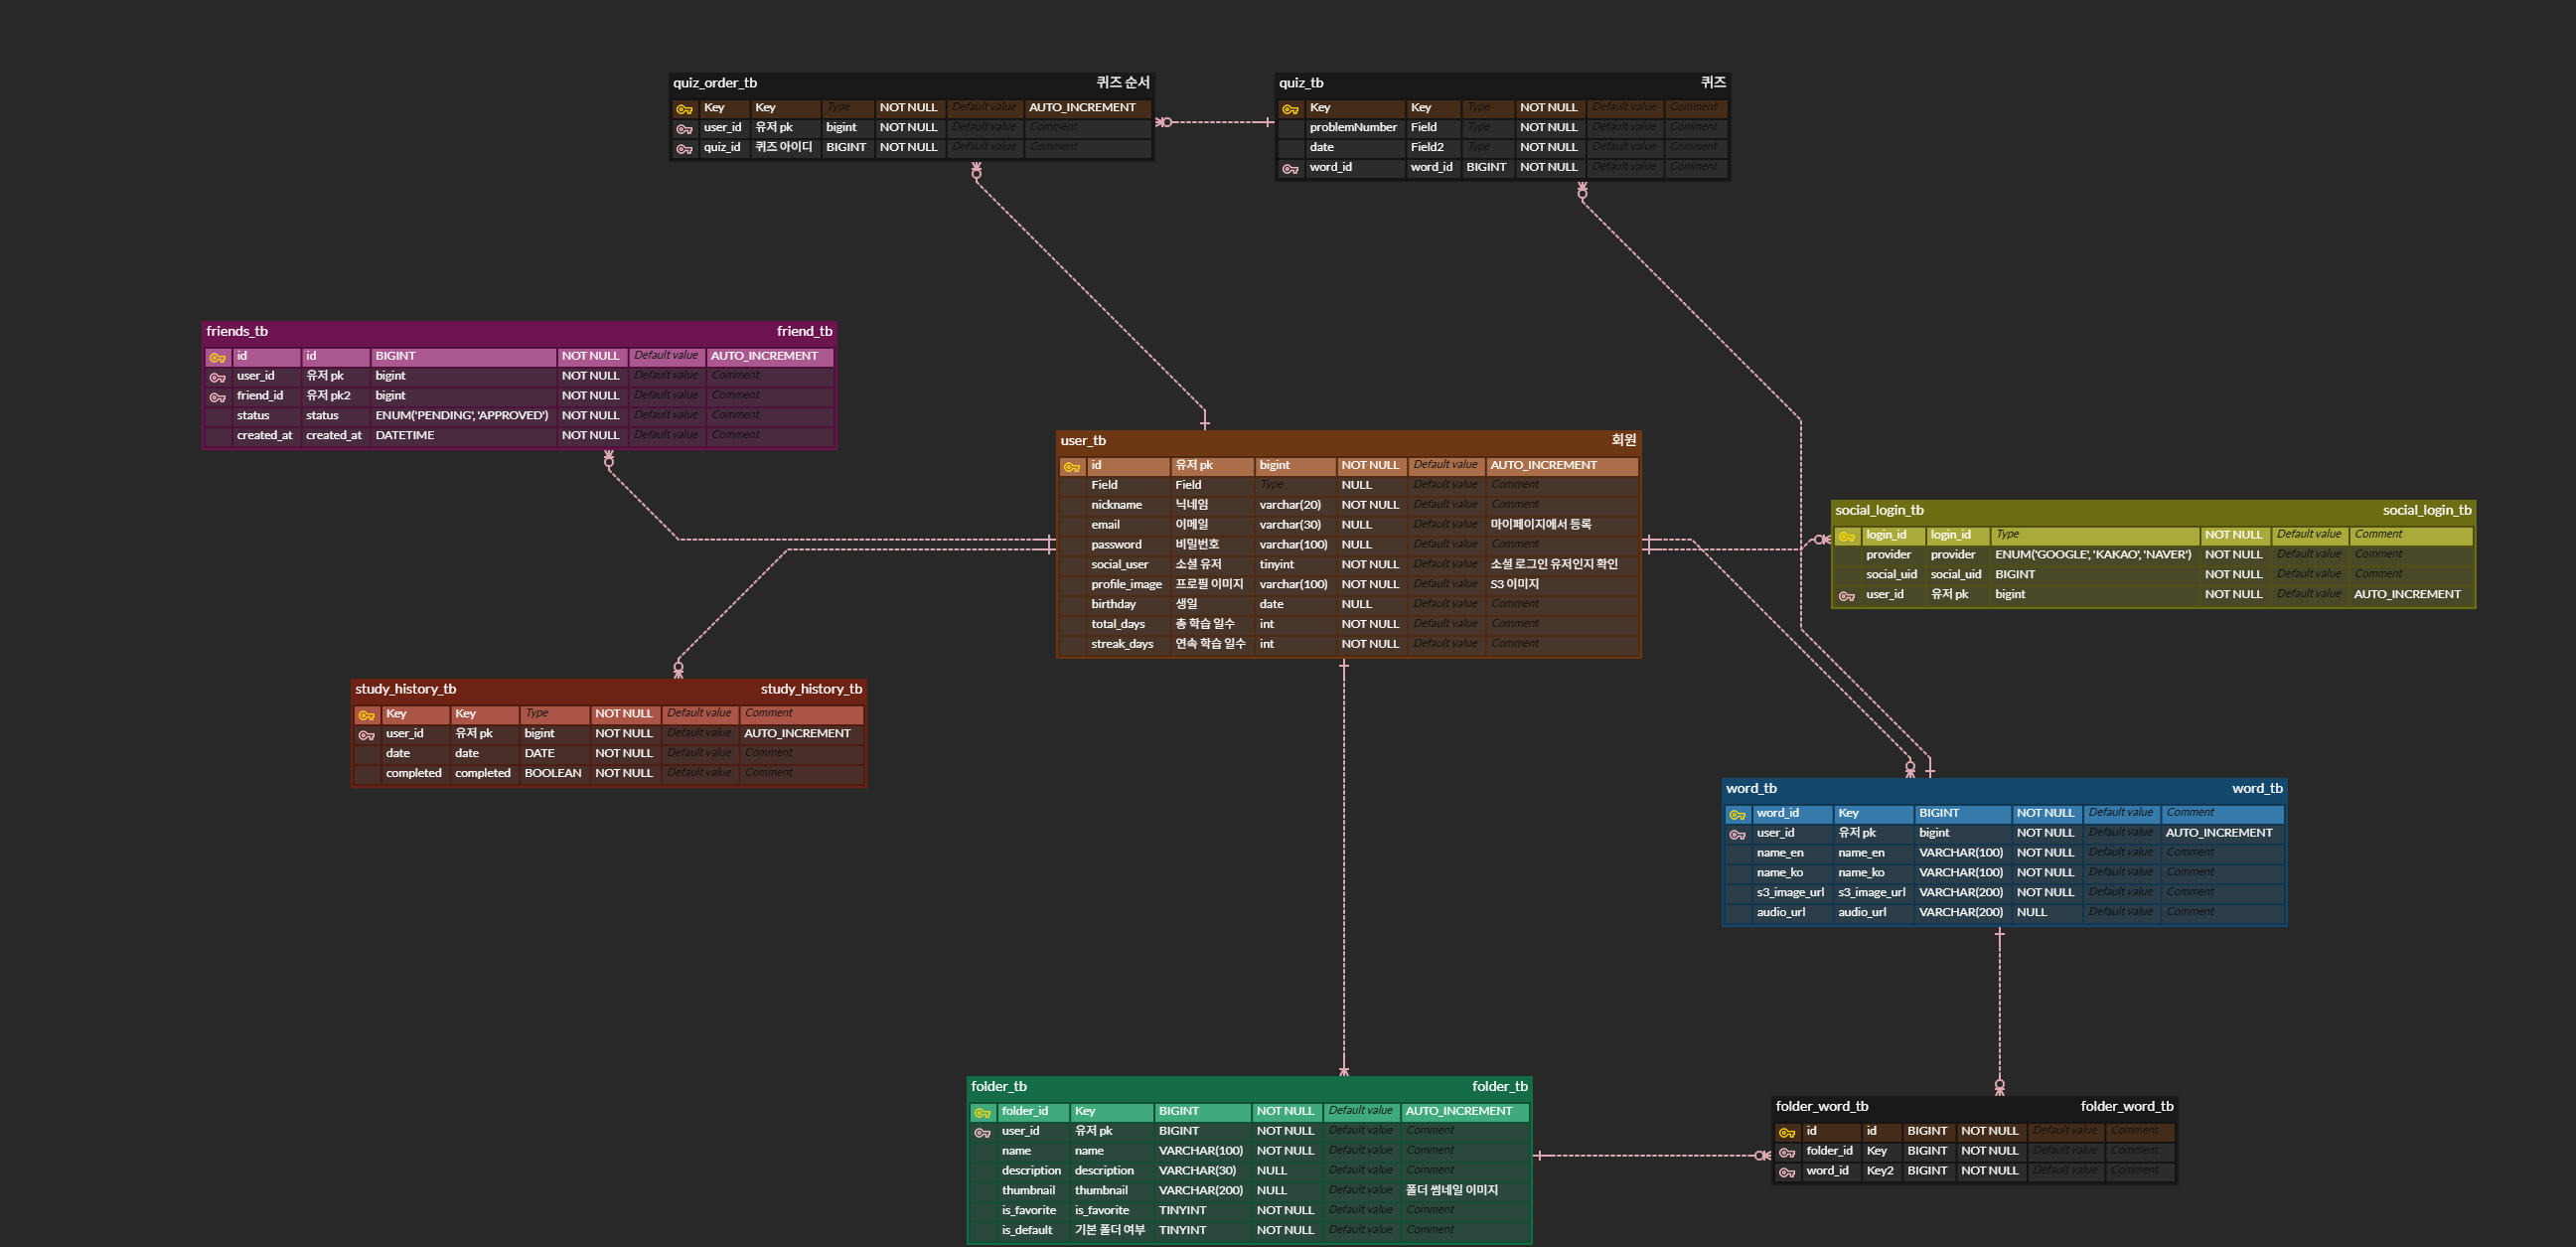 quiz_order_tb 퀴즈 순서
Key Key Type NOT NULL Default value AUTO_INCREMENT
user_id 유저 pk bigint NOT NULL Default value Comment
quiz_id 퀴즈 아이디 BIGINT NOT NULL Default value Comment
quiz_tb 퀴즈
Key Key Type NOT NULL Default value Comment
problemNumber Field Type NOT NULL Default value Comment
date Field2 Type NOT NULL Default value Comment
word_id word_id BIGINT NOT NULL Default value Comment
friends_tb friend_tb
id id BIGINT NOT NULL Default value AUTO_INCREMENT
user_id 유저 pk bigint NOT NULL Default value Comment
friend_id 유저 pk2 bigint NOT NULL Default value Comment
status status ENUM('PENDING', 'APPROVED') NOT NULL Default value Comment
created_at created_at DATETIME NOT NULL Default value Comment
user_tb 회원
id 유저 pk bigint NOT NULL Default value AUTO_INCREMENT
Field Field Type NULL Default value Comment
nickname 닉네임 varchar(20) NOT NULL Default value Comment
email 이메일 varchar(30) NULL Default value 마이페이지에서 등록
password 비밀번호 varchar(100) NULL Default value Comment
social_user 소셜 유저 tinyint NOT NULL Default value 소셜 로그인 유저인지 확인
profile_image 프로필 이미지 varchar(100) NOT NULL Default value S3 이미지
birthday 생일 date NULL Default value Comment
total_days 총 학습 일수 int NOT NULL Default value Comment
streak_days 연속 학습 일수 int NOT NULL Default value Comment
social_login_tb social_login_tb
login_id login_id Type NOT NULL Default value Comment
provider provider ENUM('GOOGLE', 'KAKAO', 'NAVER') NOT NULL Default value Comment
social_uid social_uid BIGINT NOT NULL Default value Comment
user_id 유저 pk bigint NOT NULL Default value AUTO_INCREMENT
study_history_tb study_history_tb
Key Key Type NOT NULL Default value Comment
user_id 유저 pk bigint NOT NULL Default value AUTO_INCREMENT
date date DATE NOT NULL Default value Comment
completed completed BOOLEAN NOT NULL Default value Comment
word_tb word_tb
word_id Key BIGINT NOT NULL Default value Comment
user_id 유저 pk bigint NOT NULL Default value AUTO_INCREMENT
name_en name_en VARCHAR(100) NOT NULL Default value Comment
name_ko name_ko VARCHAR(100) NOT NULL Default value Comment
s3_image_url s3_image_url VARCHAR(200) NOT NULL Default value Comment
audio_url audio_url VARCHAR(200) NULL Default value Comment
folder_tb folder_tb
folder_id Key BIGINT NOT NULL Default value AUTO_INCREMENT
user_id 유저 pk BIGINT NOT NULL Default value Comment
name name VARCHAR(100) NOT NULL Default value Comment
description description VARCHAR(30) NULL Default value Comment
thumbnail thumbnail VARCHAR(200) NULL Default value 폴더 썸네일 이미지
is_favorite is_favorite TINYINT NOT NULL Default value Comment
is_default 기본 폴더 여부 TINYINT NOT NULL Default value Comment
folder_word_tb folder_word_tb
id id BIGINT NOT NULL Default value Comment
folder_id Key BIGINT NOT NULL Default value Comment
word_id Key2 BIGINT NOT NULL Default value Comment